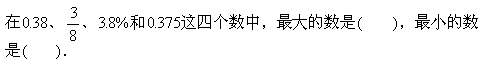 在0.38、3/8、3.8%和0.375这四个数中，最大的数是(　　)，最小的数
是(　　)．